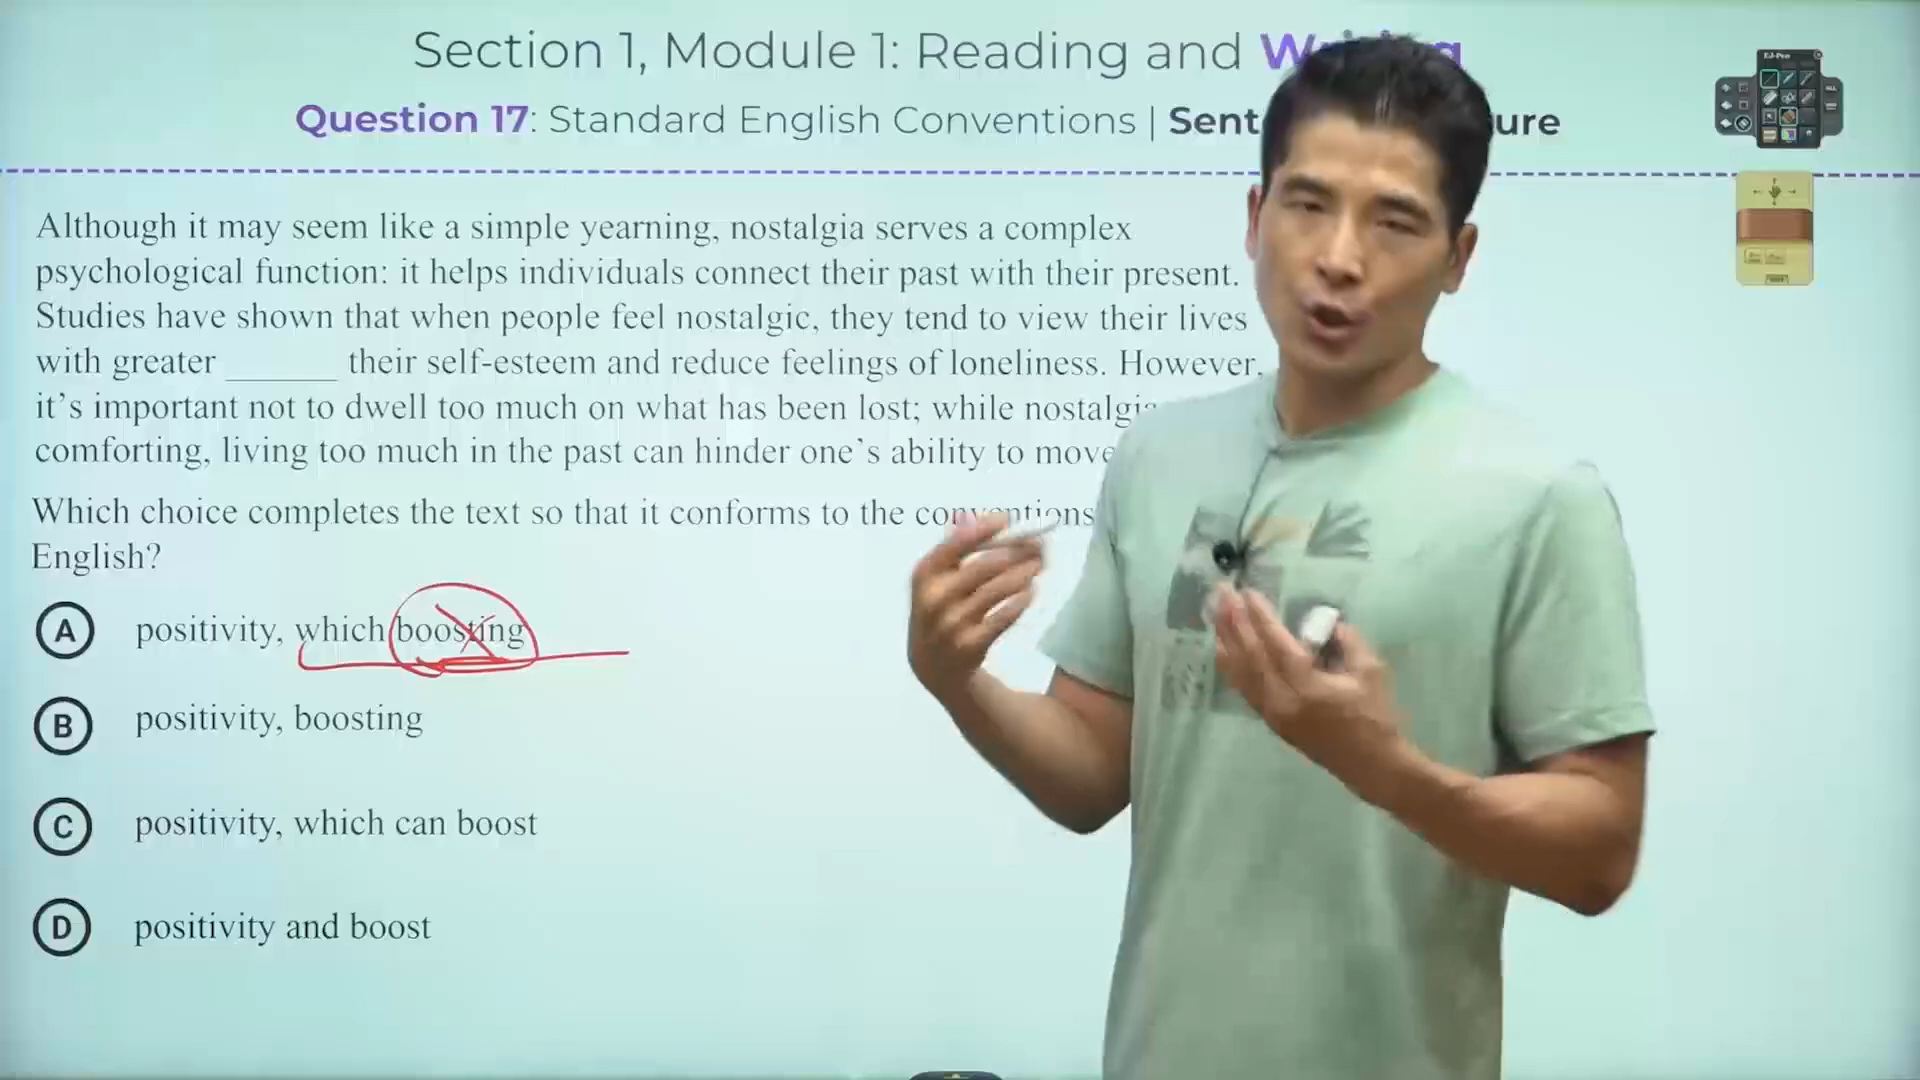 Section 1, Module 1: Reading and
Question 17: Standard English Conventions |
Although it may seem like a simple yearning, nostalgia serves a complex
psychological function: it helps individuals connect their past with their present.
Studies have shown that when people feel nostalgic, they tend to view their lives
with greater ______ their self-esteem and reduce feelings of loneliness. However,
it's important not to dwell too much on what has been lost; while
comforting, living too much in the past can hinder one's ability to move
Which choice completes the text so that it conforms to the conventions
English?
A positivity, which boosting
B positivity, boosting
C positivity, which can boost
D positivity and boost